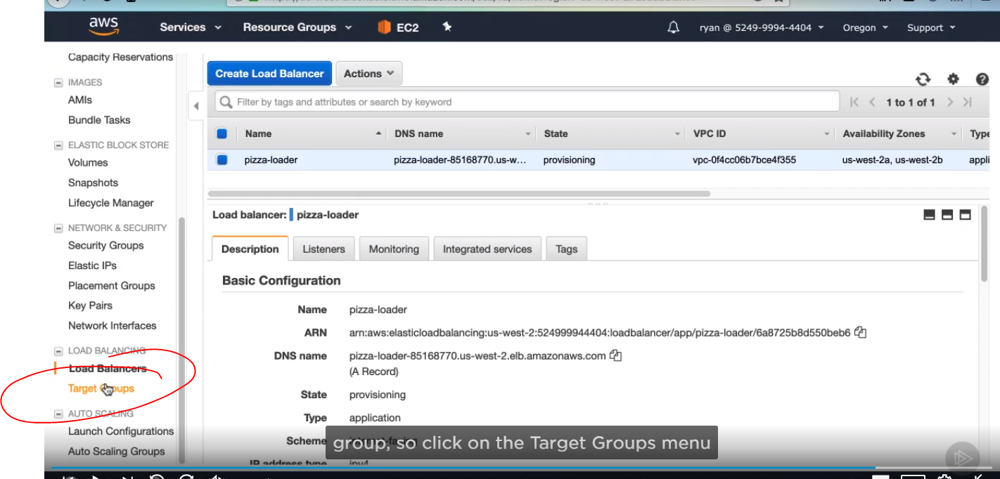 aws Services Resource Groups EC2 ryan @ 5249-9994-4404 Oregon Support
Capacity Reservations
IMAGES
AMIs
Bundle Tasks
ELASTIC BLOCK STORE
Volumes
Snapshots
Lifecycle Manager
NETWORK & SECURITY
Security Groups
Elastic IPs
Placement Groups
Key Pairs
Network Interfaces
LOAD BALANCING
Load Balancers
Target Groups
AUTO SCALING
Launch Configurations
Auto Scaling Groups
Create Load Balancer Actions
Filter by tags and attributes or search by keyword 1 to 1 of 1
Name DNS name State VPC ID Availability Zones Type
pizza-loader pizza-loader-85168770.us-w... provisioning vpc-0f4cc06b7bce4f355 us-west-2a, us-west-2b appli
Load balancer: pizza-loader
Description Listeners Monitoring Integrated services Tags
Basic Configuration
Name pizza-loader
ARN arn:aws:elasticloadbalancing:us-west-2:524999944404:loadbalancer/app/pizza-loader/6a8725b8d550beb6
DNS name pizza-loader-85168770.us-west-2.elb.amazonaws.com
(A Record)
State provisioning
Type application
Scheme internet-facing
group, so click on the Target Groups menu
IP address type ipv4